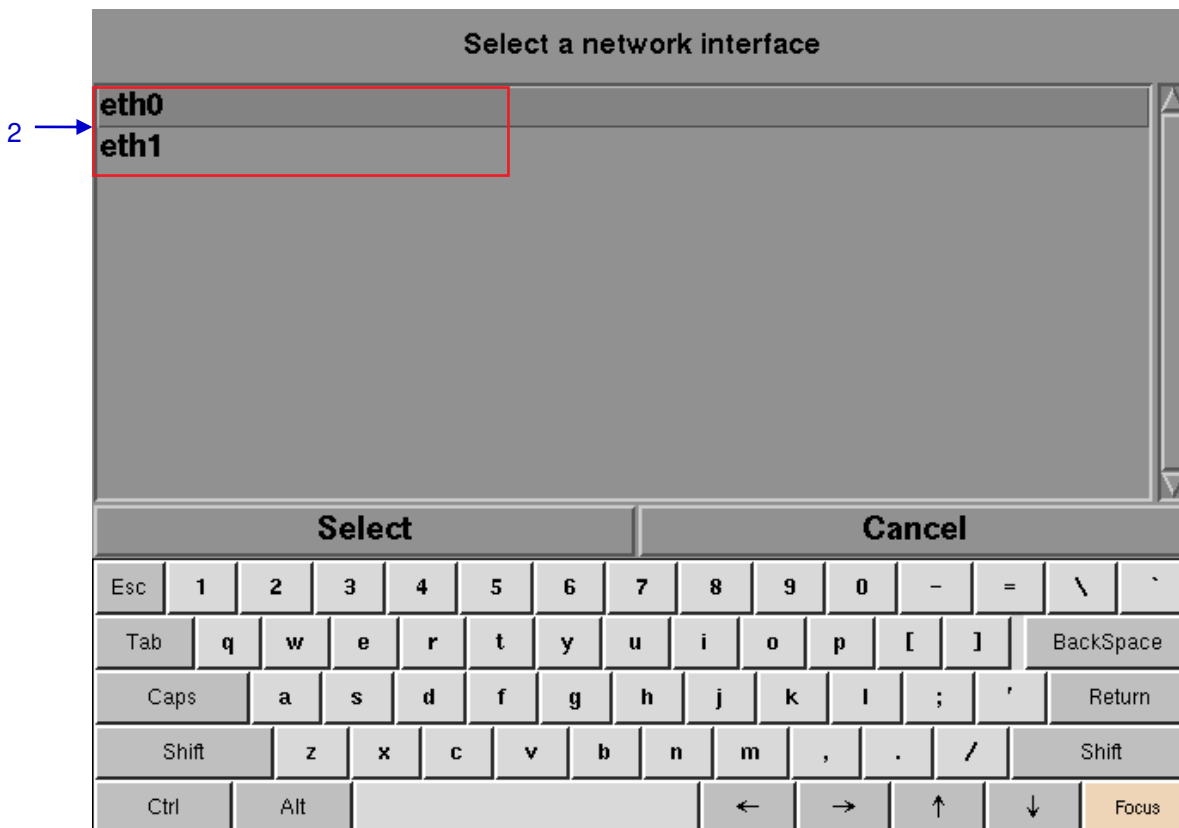 Select a network interface
eth0
2
eth1
Select Cancel
Esc 1 2 3 4 5 6 7 8 9 0 - = \ `
Tab q w e r t y u i o p [ ] BackSpace
Caps a s d f g h j k l ; ' Return
Shift z x c v b n m , . / Shift
Ctrl Alt ← → ↑ ↓ Focus